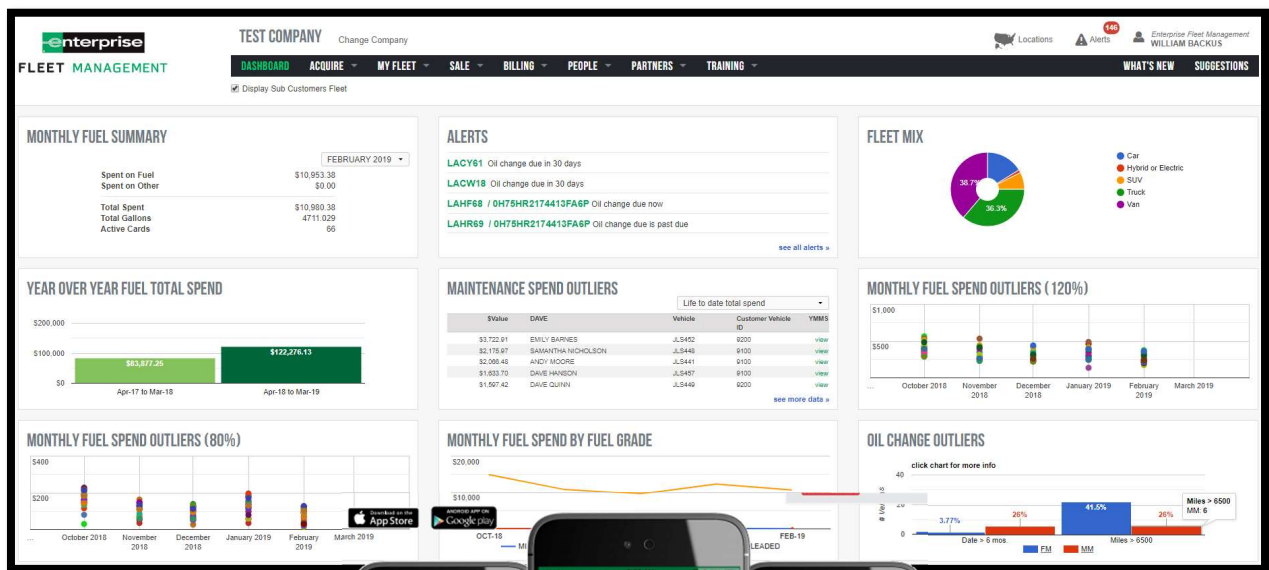 enterprise
FLEET MANAGEMENT
TEST COMPANY Change Company
Locations
146
Alerts
Enterprise Fleet Management
WILLIAM BACKUS
DASHBOARD ACQUIRE MY FLEET SALE BILLING PEOPLE PARTNERS TRAINING WHAT'S NEW SUGGESTIONS
Display Sub Customers Fleet
MONTHLY FUEL SUMMARY
FEBRUARY 2019
Spent on Fuel $10,953.38
Spent on Other $0.00
Total Spent $10,980.38
Total Gallons 4711.029
Active Cards 66
ALERTS
LACY61 Oil change due in 30 days
LACW18 Oil change due in 30 days
LAHF68 / 0H75HR2174413FA6P Oil change due now
LAHR69 / 0H75HR2174413FA6P Oil change due is past due
see all alerts »
FLEET MIX
38.7%
36.3%
Car
Hybrid or Electric
SUV
Truck
Van
YEAR OVER YEAR FUEL TOTAL SPEND
$200,000
$100,000
$0
$83,877.25
$122,276.13
Apr-17 to Mar-18
Apr-18 to Mar-19
MAINTENANCE SPEND OUTLIERS
Life to date total spend
$Value DAVE Vehicle Customer Vehicle ID YMMS
$3,722.91 EMILY BARNES JLS452 9200 view
$2,175.97 SAMANTHA NICHOLSON JLS448 9100 view
$2,066.48 ANDY MOORE JLS441 9100 view
$1,633.70 DAVE HANSON JLS457 9100 view
$1,597.42 DAVE QUINN JLS449 9200 view
see more data »
MONTHLY FUEL SPEND OUTLIERS (120%)
$1,000
$500
... October 2018 November 2018 December 2018 January 2019 February 2019 March 2019
MONTHLY FUEL SPEND OUTLIERS (80%)
$400
$200
... October 2018 November 2018 December 2018 January 2019 February 2019 March 2019
Download on the
App Store
ANDROID APP ON
Google play
MONTHLY FUEL SPEND BY FUEL GRADE
$20,000
$10,000
OCT-18
FEB-19
OIL CHANGE OUTLIERS
click chart for more info
40
20
0
3.77%
26%
41.5%
26%
Miles > 6500
MM: 6
Date > 6 mos.
Miles > 6500
FM MM